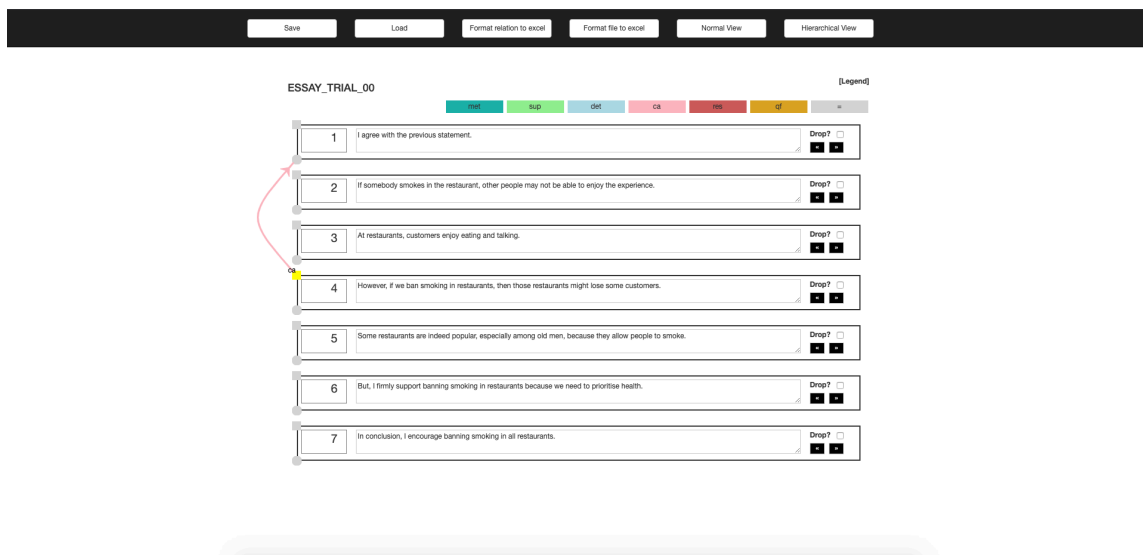 Save Load Format relation to excel Format file to excel Normal View Hierarchical View
[Legend]
ESSAY_TRIAL_00
met sup det ca res qf =
1 I agree with the previous statement. Drop?
« »
2 If somebody smokes in the restaurant, other people may not be able to enjoy the experience. Drop?
« »
3 At restaurants, customers enjoy eating and talking. Drop?
« »
ca
4 However, if we ban smoking in restaurants, then those restaurants might lose some customers. Drop?
« »
5 Some restaurants are indeed popular, especially among old men, because they allow people to smoke. Drop?
« »
6 But, I firmly support banning smoking in restaurants because we need to prioritise health. Drop?
« »
7 In conclusion, I encourage banning smoking in all restaurants. Drop?
« »